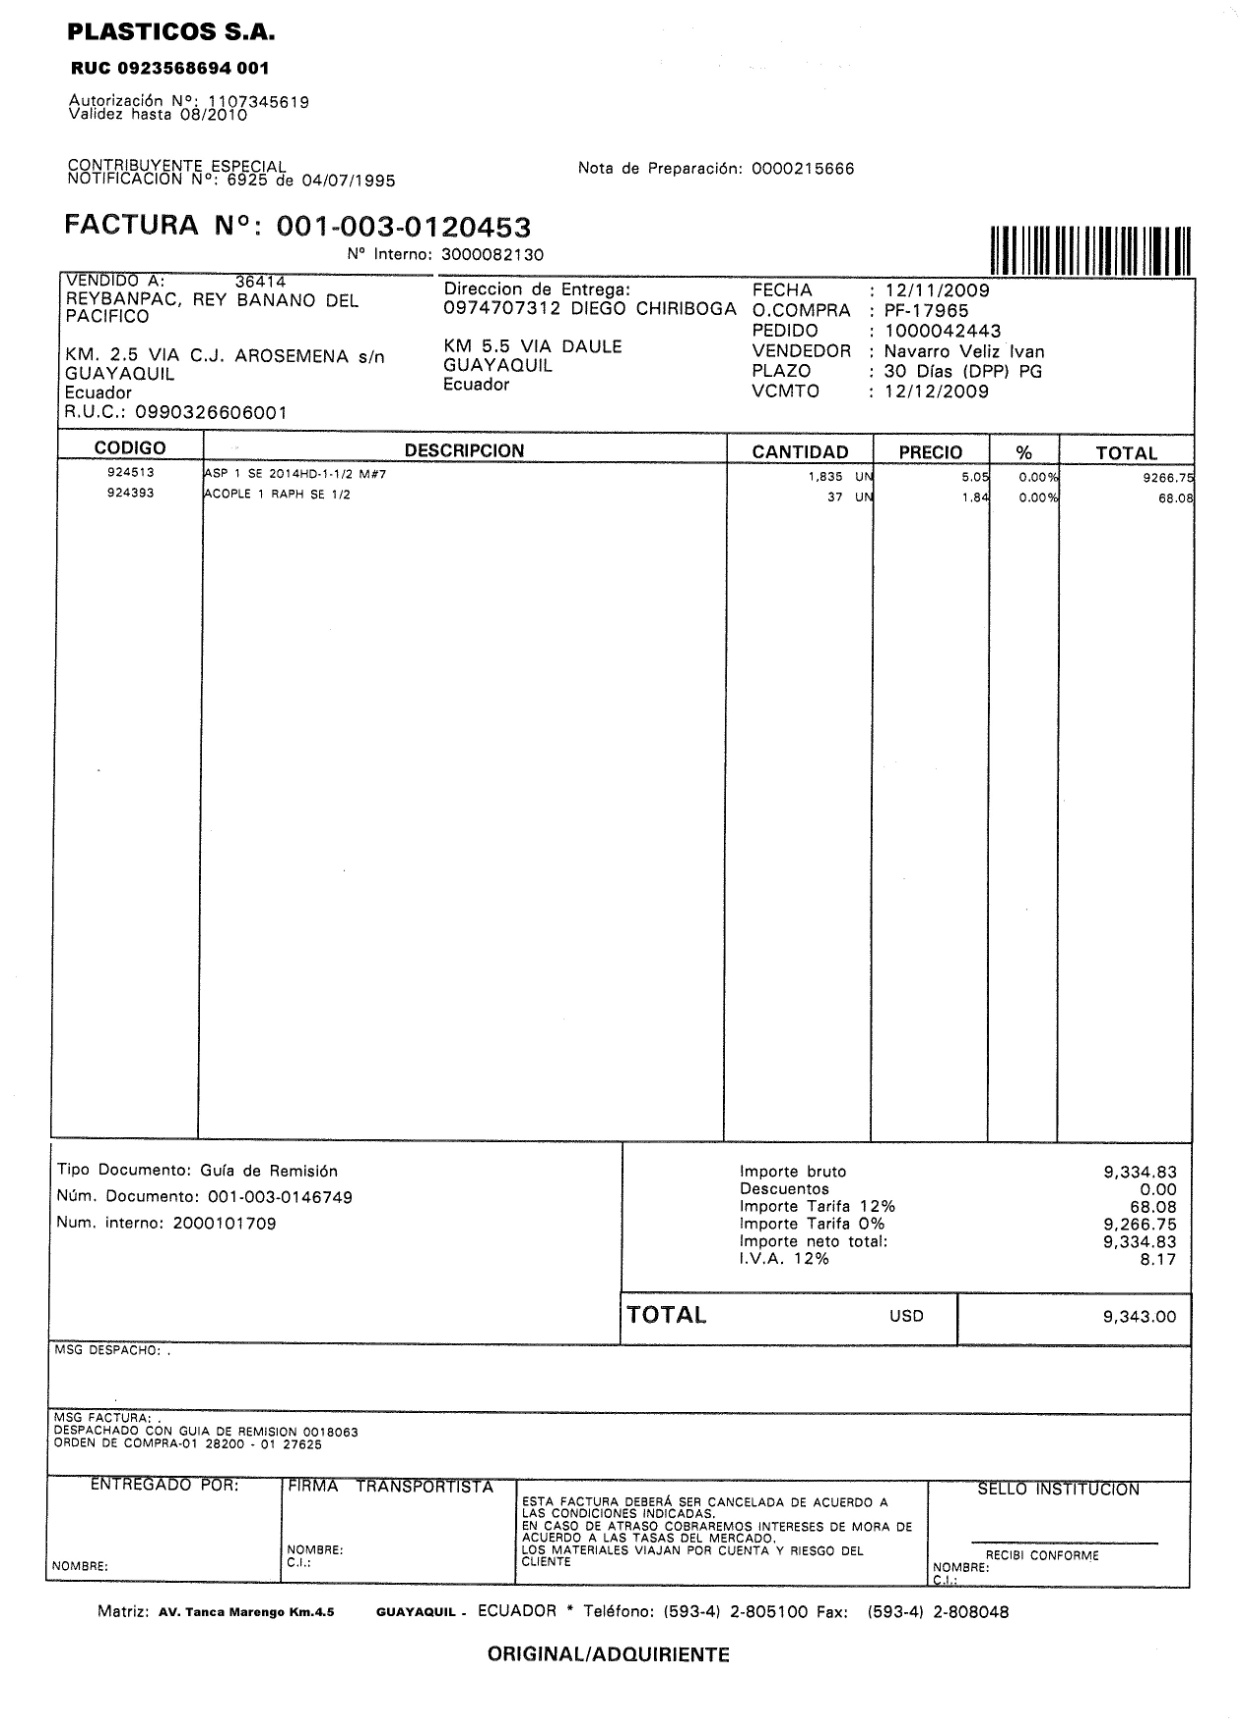 PLASTICOS S.A.
RUC 0923568694 001
Autorización Nº: 1107345619
Validez hasta 08/2010
CONTRIBUYENTE ESPECIAL
NOTIFICACION Nº: 6925 de 04/07/1995
Nota de Preparación: 0000215666
FACTURA Nº: 001-003-0120453
Nº Interno: 3000082130
VENDIDO A: 36414
REYBANPAC, REY BANANO DEL
PACIFICO
KM. 2.5 VIA C.J. AROSEMENA s/n
GUAYAQUIL
Ecuador
R.U.C.: 0990326606001
Direccion de Entrega:
0974707312 DIEGO CHIRIBOGA
KM 5.5 VIA DAULE
GUAYAQUIL
Ecuador
FECHA : 12/11/2009
O.COMPRA : PF-17965
PEDIDO : 1000042443
VENDEDOR : Navarro Veliz Ivan
PLAZO : 30 Días (DPP) PG
VCMTO : 12/12/2009
CODIGO DESCRIPCION CANTIDAD PRECIO % TOTAL
924513 ASP 1 SE 2014HD-1-1/2 M#7 1,835 UN 5.05 0.00% 9266.75
924393 ACOPLE 1 RAPH SE 1/2 37 UN 1.84 0.00% 68.08
Tipo Documento: Guía de Remisión
Núm. Documento: 001-003-0146749
Num. interno: 2000101709
Importe bruto 9,334.83
Descuentos 0.00
Importe Tarifa 12% 68.08
Importe Tarifa 0% 9,266.75
Importe neto total: 9,334.83
I.V.A. 12% 8.17
TOTAL USD 9,343.00
MSG DESPACHO: .
MSG FACTURA: .
DESPACHADO CON GUIA DE REMISION 0018063
ORDEN DE COMPRA-01 28200 - 01 27625
ENTREGADO POR:
NOMBRE:
FIRMA TRANSPORTISTA
NOMBRE:
C.I.:
ESTA FACTURA DEBERÁ SER CANCELADA DE ACUERDO A
LAS CONDICIONES INDICADAS.
EN CASO DE ATRASO COBRAREMOS INTERESES DE MORA DE
ACUERDO A LAS TASAS DEL MERCADO.
LOS MATERIALES VIAJAN POR CUENTA Y RIESGO DEL
CLIENTE
SELLO INSTITUCION
RECIBI CONFORME
NOMBRE:
C.I.:
Matriz: AV. Tanca Marengo Km.4.5 GUAYAQUIL - ECUADOR * Teléfono: (593-4) 2-805100 Fax: (593-4) 2-808048
ORIGINAL/ADQUIRIENTE